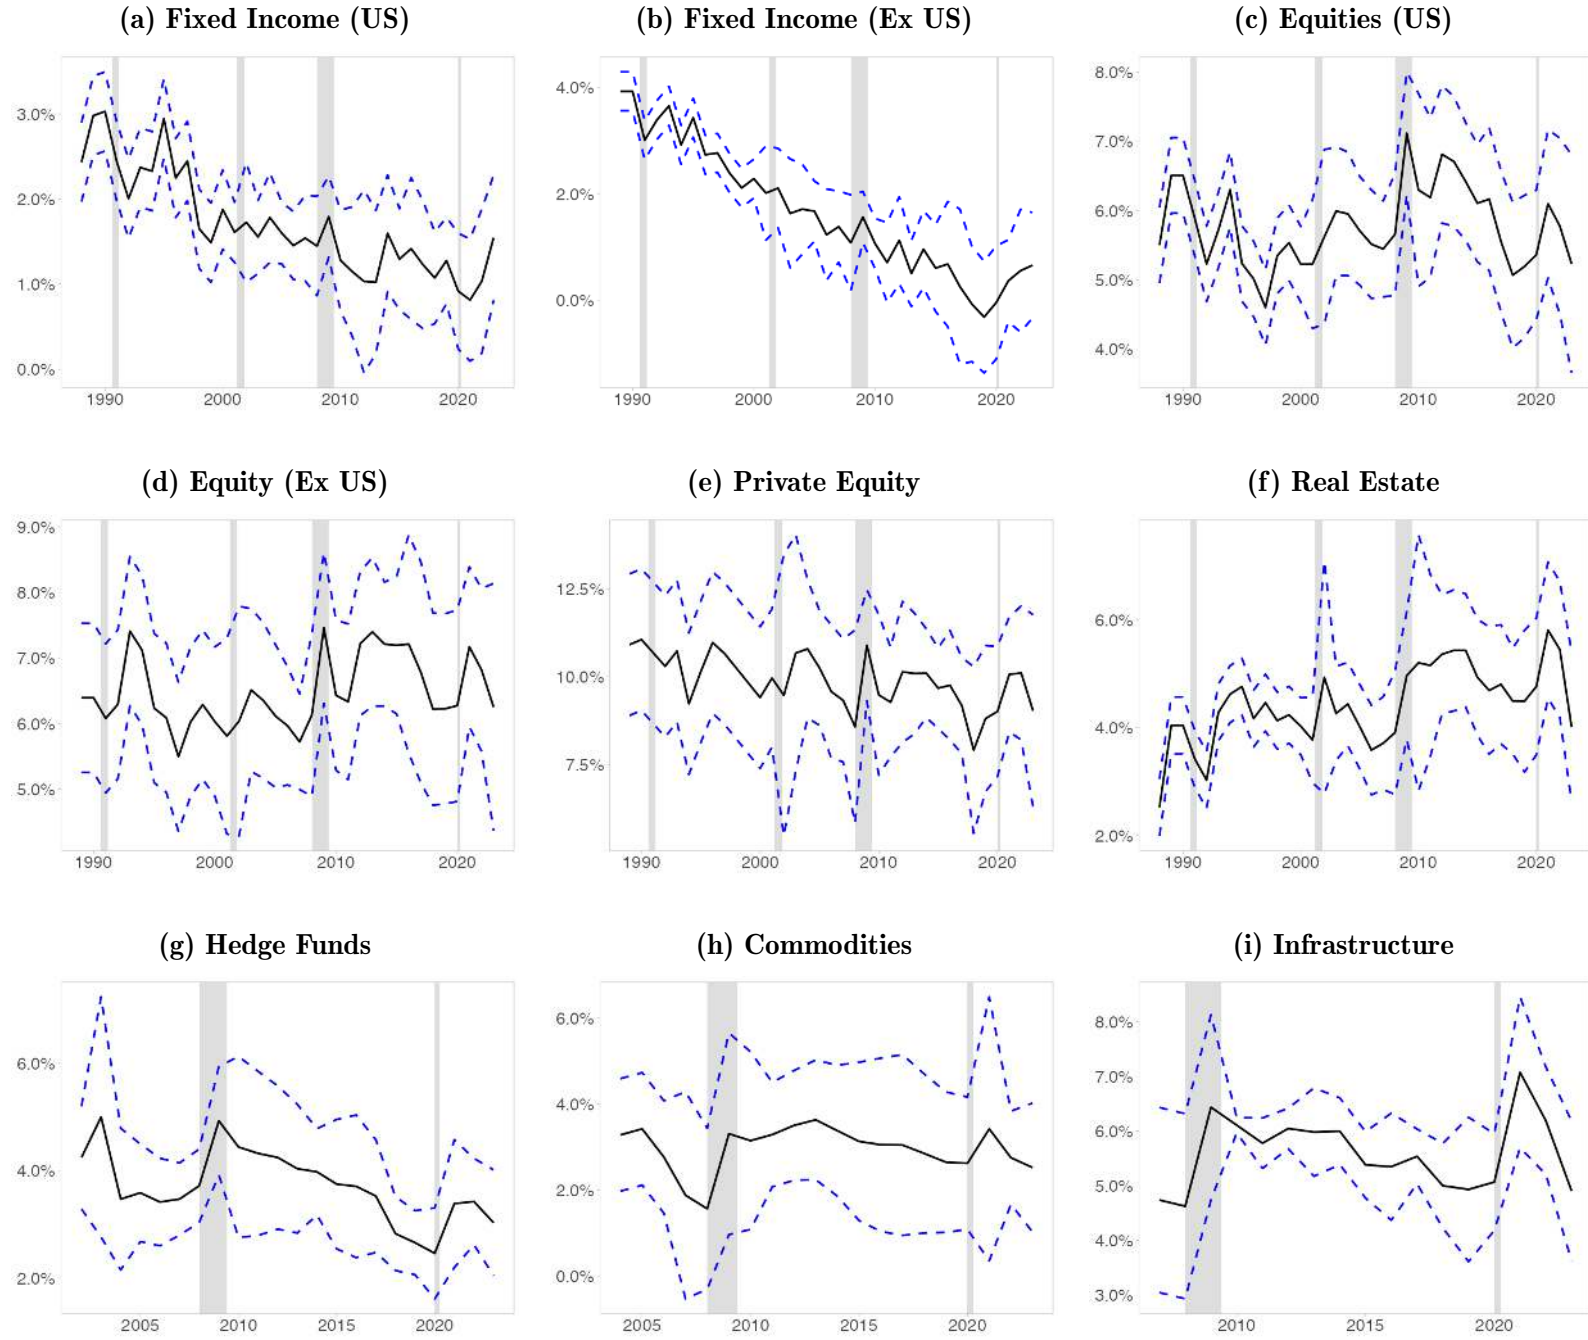 (a) Fixed Income (US)
(b) Fixed Income (Ex US)
(c) Equities (US)
3.0%
2.0%
1.0%
0.0%
1990 2000 2010 2020
4.0%
2.0%
0.0%
1990 2000 2010 2020
8.0%
7.0%
6.0%
5.0%
4.0%
1990 2000 2010 2020
(d) Equity (Ex US)
(e) Private Equity
(f) Real Estate
9.0%
8.0%
7.0%
6.0%
5.0%
1990 2000 2010 2020
12.5%
10.0%
7.5%
1990 2000 2010 2020
6.0%
4.0%
2.0%
1990 2000 2010 2020
(g) Hedge Funds
(h) Commodities
(i) Infrastructure
6.0%
4.0%
2.0%
2005 2010 2015 2020
6.0%
4.0%
2.0%
0.0%
2005 2010 2015 2020
8.0%
7.0%
6.0%
5.0%
4.0%
3.0%
2010 2015 2020